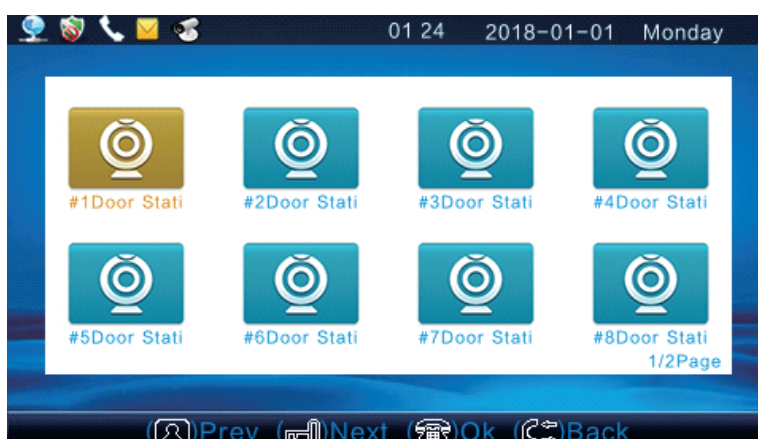 01 24 2018-01-01 Monday
#1Door Stati #2Door Stati #3Door Stati #4Door Stati
#5Door Stati #6Door Stati #7Door Stati #8Door Stati
1/2Page
()Prev ()Next ()Ok ()Back